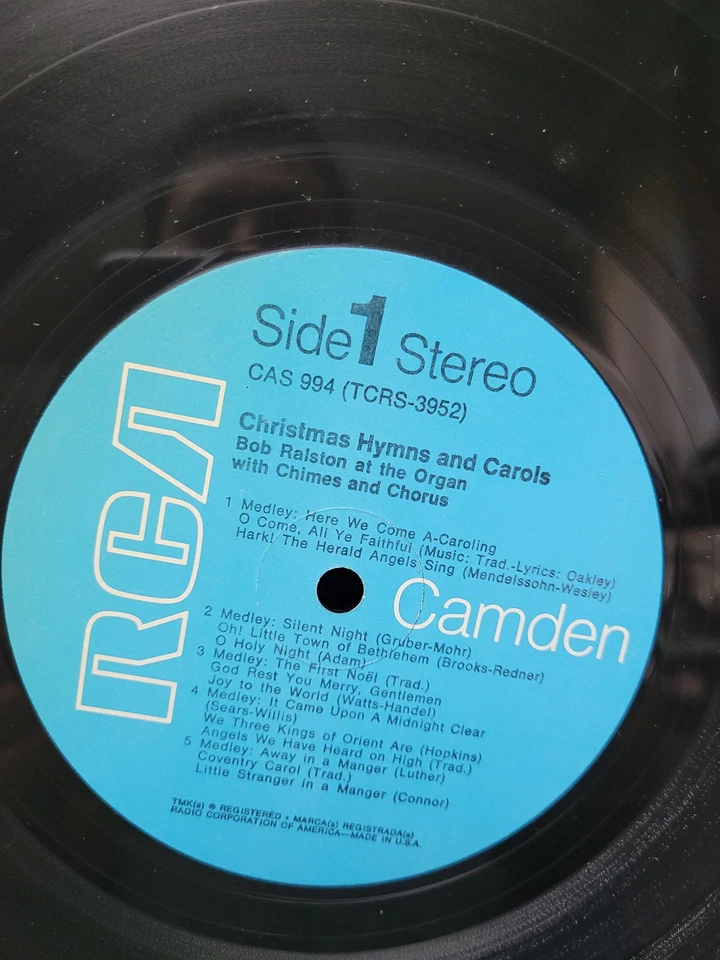 Side 1 Stereo
CAS 994 (TCRS-3952)
Christmas Hymns and Carols
Bob Ralston at the Organ
with Chimes and Chorus
1 Medley: Here We Come A-Caroling
O Come, All Ye Faithful (Music: Trad.-Lyrics: Oakley)
Hark! The Herald Angels Sing (Mendelssohn-Wesley)
RCA
Camden
2 Medley: Silent Night (Gruber-Mohr)
Oh! Little Town of Bethlehem (Brooks-Redner)
O Holy Night (Adam)
3 Medley: The First Noël (Trad.)
God Rest You Merry, Gentlemen
Joy to the World (Watts-Handel)
4 Medley: It Came Upon A Midnight Clear
(Sears-Willis)
We Three Kings of Orient Are (Hopkins)
Angels We Have Heard on High (Trad.)
5 Medley: Away in a Manger (Luther)
Coventry Carol (Trad.)
Little Stranger in a Manger (Connor)
TMK(s) ® REGISTERED • MARCA(s) REGISTRADA(s)
RADIO CORPORATION OF AMERICA—MADE IN U.S.A.